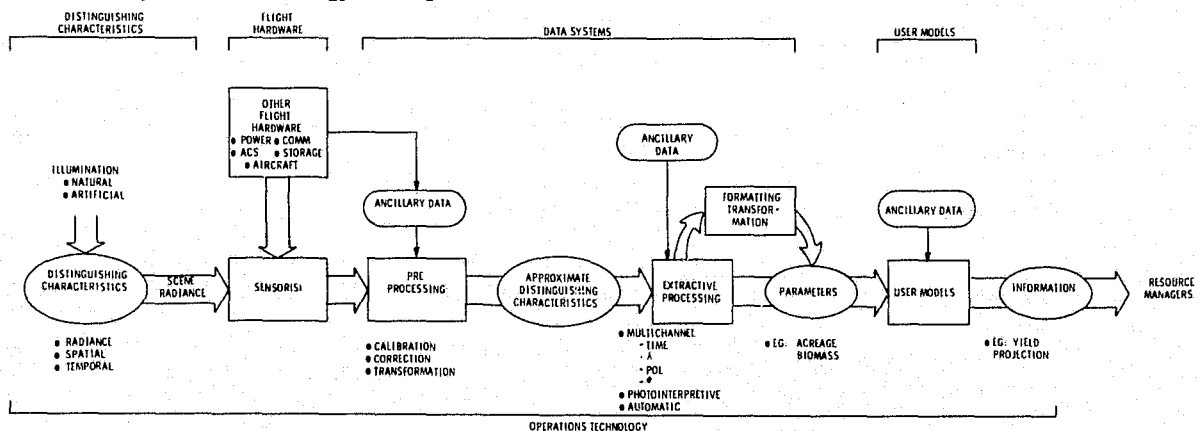 DISTINGUISHING
CHARACTERISTICS
FLIGHT
HARDWARE
DATA SYSTEMS
USER MODELS
OTHER
FLIGHT
HARDWARE
● POWER ● COMM
● ACS ● STORAGE
● AIRCRAFT
ILLUMINATION
● NATURAL
● ARTIFICIAL
ANCILLARY DATA
ANCILLARY
DATA
FORMATTING
TRANSFOR-
MATION
ANCILLARY DATA
DISTINGUISHING
CHARACTERISTICS
SCENE
RADIANCE
SENSOR(S)
PRE
PROCESSING
APPROXIMATE
DISTINGUISHING
CHARACTERISTICS
EXTRACTIVE
PROCESSING
PARAMETERS
USER MODELS
INFORMATION
RESOURCE
MANAGERS
● RADIANCE
● SPATIAL
● TEMPORAL
● CALIBRATION
● CORRECTION
● TRANSFORMATION
● MULTICHANNEL
- TIME
- λ
- POL
● PHOTOINTERPRETIVE
● AUTOMATIC
● EG: ACREAGE
BIOMASS
● EG: YIELD
PROJECTION
OPERATIONS TECHNOLOGY